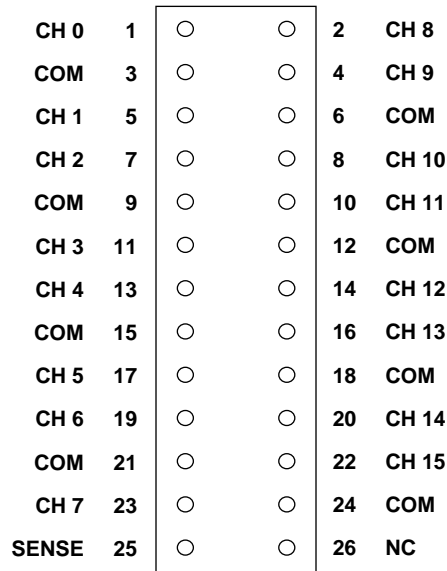 CH 0 1 2 CH 8
COM 3 4 CH 9
CH 1 5 6 COM
CH 2 7 8 CH 10
COM 9 10 CH 11
CH 3 11 12 COM
CH 4 13 14 CH 12
COM 15 16 CH 13
CH 5 17 18 COM
CH 6 19 20 CH 14
COM 21 22 CH 15
CH 7 23 24 COM
SENSE 25 26 NC